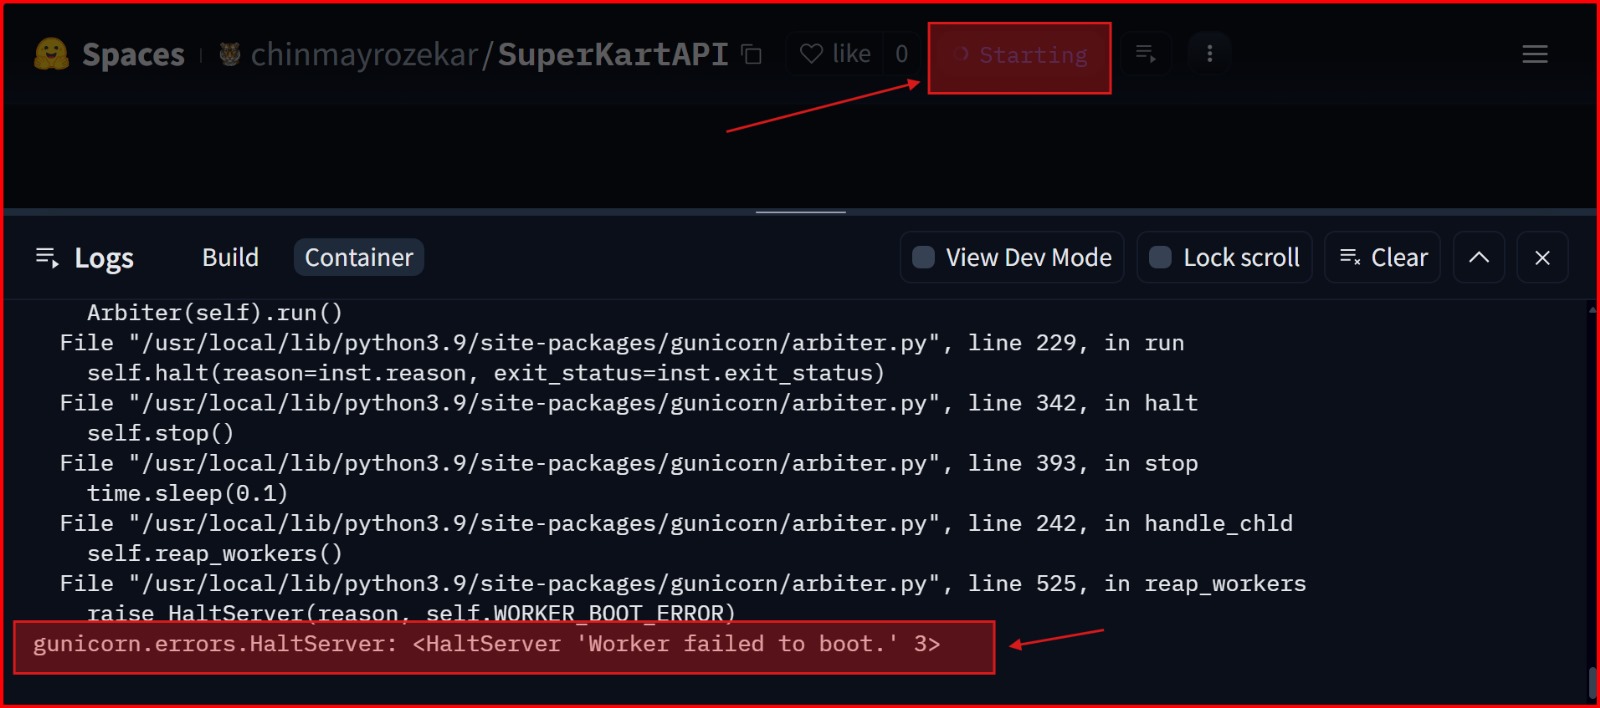 Spaces chinmayrozekar/SuperKartAPI like 0 Starting
Logs Build Container View Dev Mode Lock scroll Clear
Arbiter(self).run()
File "/usr/local/lib/python3.9/site-packages/gunicorn/arbiter.py", line 229, in run
self.halt(reason=inst.reason, exit_status=inst.exit_status)
File "/usr/local/lib/python3.9/site-packages/gunicorn/arbiter.py", line 342, in halt
self.stop()
File "/usr/local/lib/python3.9/site-packages/gunicorn/arbiter.py", line 393, in stop
time.sleep(0.1)
File "/usr/local/lib/python3.9/site-packages/gunicorn/arbiter.py", line 242, in handle_chld
self.reap_workers()
File "/usr/local/lib/python3.9/site-packages/gunicorn/arbiter.py", line 525, in reap_workers
raise HaltServer(reason, self.WORKER_BOOT_ERROR)
gunicorn.errors.HaltServer: <HaltServer 'Worker failed to boot.' 3>